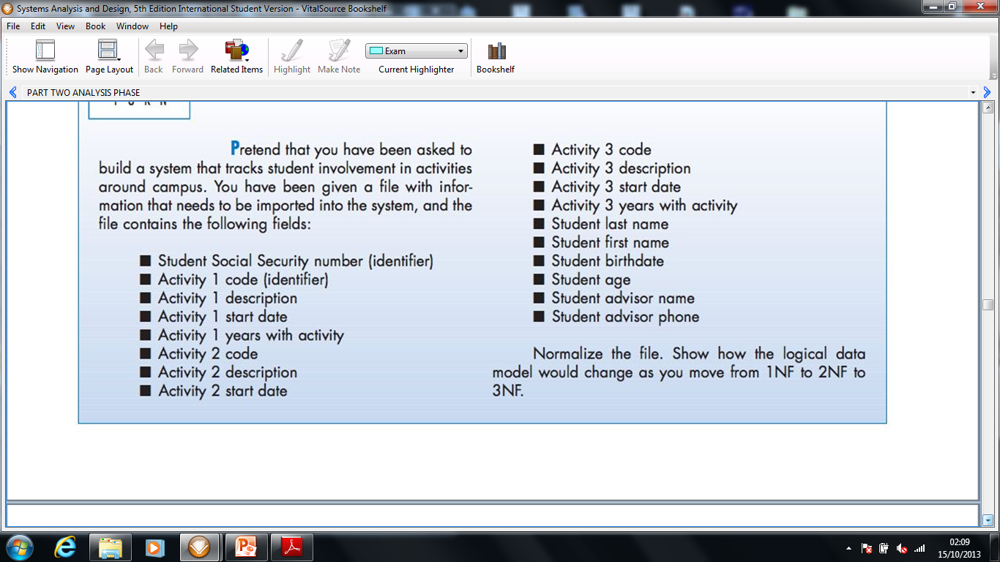 Systems Analysis and Design, 5th Edition International Student Version - VitalSource Bookshelf
File Edit View Book Window Help
Show Navigation Page Layout Back Forward Related Items Highlight Make Note Exam Current Highlighter Bookshelf
PART TWO ANALYSIS PHASE
T U R N
Pretend that you have been asked to
build a system that tracks student involvement in activities
around campus. You have been given a file with infor-
mation that needs to be imported into the system, and the
file contains the following fields:
■ Student Social Security number (identifier)
■ Activity 1 code (identifier)
■ Activity 1 description
■ Activity 1 start date
■ Activity 1 years with activity
■ Activity 2 code
■ Activity 2 description
■ Activity 2 start date
■ Activity 3 code
■ Activity 3 description
■ Activity 3 start date
■ Activity 3 years with activity
■ Student last name
■ Student first name
■ Student birthdate
■ Student age
■ Student advisor name
■ Student advisor phone
Normalize the file. Show how the logical data
model would change as you move from 1NF to 2NF to
3NF.
02:09
15/10/2013